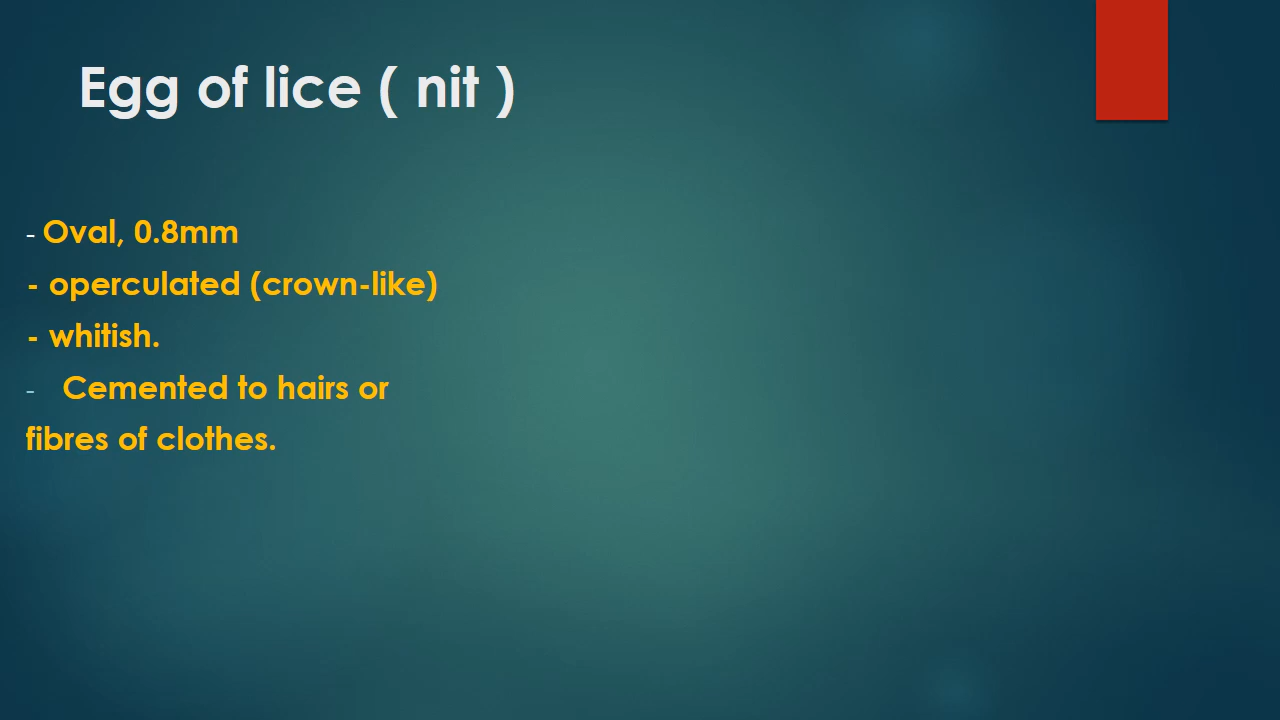 Egg of lice ( nit )
- Oval, 0.8mm
- operculated (crown-like)
- whitish.
- Cemented to hairs or
fibres of clothes.